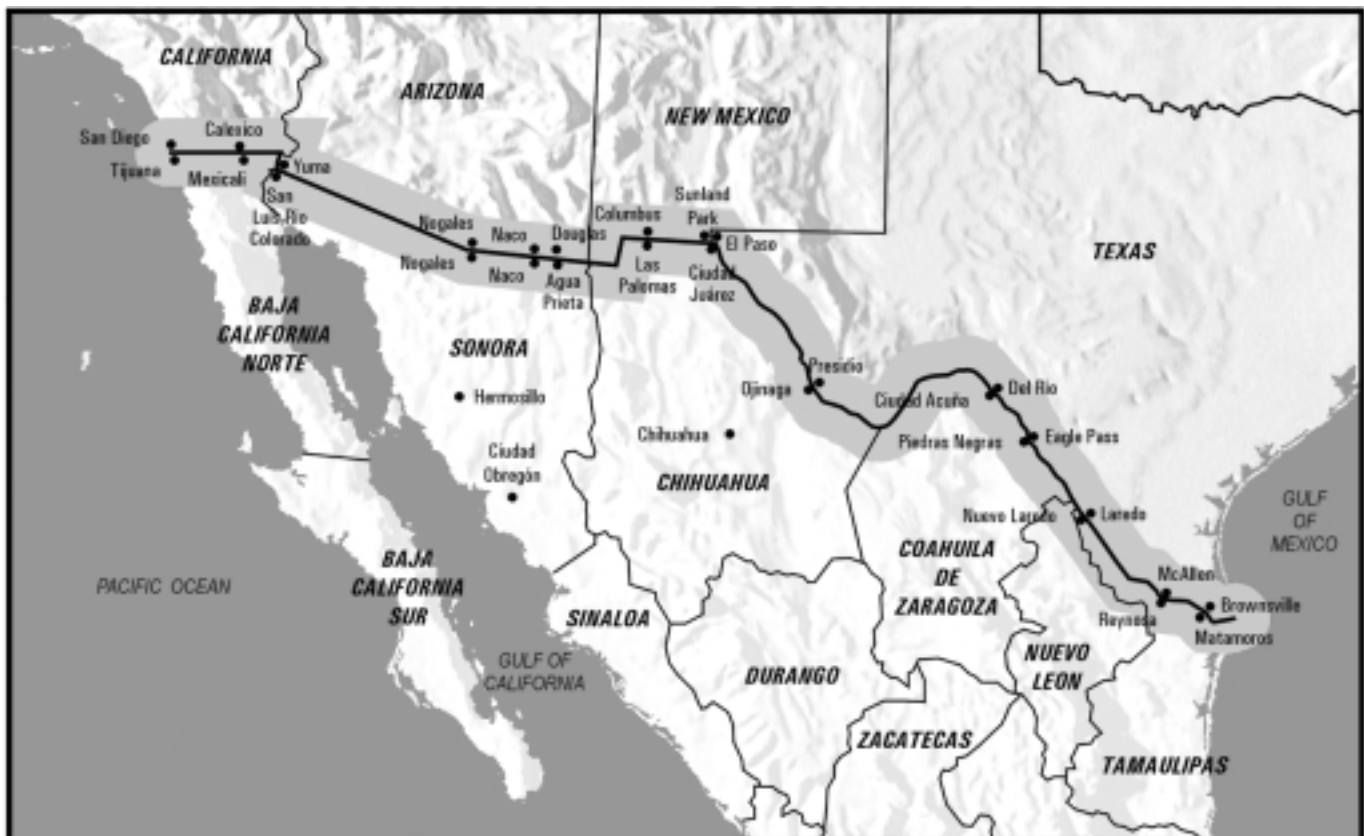 CALIFORNIA
ARIZONA
NEW MEXICO
San Diego
Calexico
Tijuana
Mexicali
Yuma
San
Luis Río
Colorado
Nogales
Nogales
Naco
Naco
Douglas
Agua
Prieta
Columbus
Las
Palomas
Sunland
Park
El Paso
Ciudad
Juárez
TEXAS
BAJA
CALIFORNIA
NORTE
SONORA
Hermosillo
Ciudad
Obregón
Chihuahua
CHIHUAHUA
Ojinaga
Presidio
Ciudad Acuña
Del Rio
Piedras Negras
Eagle Pass
Nuevo Laredo
Laredo
GULF
OF
MEXICO
COAHUILA
DE
ZARAGOZA
McAllen
Reynosa
Brownsville
Matamoros
PACIFIC OCEAN
BAJA
CALIFORNIA
SUR
GULF OF
CALIFORNIA
SINALOA
DURANGO
NUEVO
LEON
ZACATECAS
TAMAULIPAS